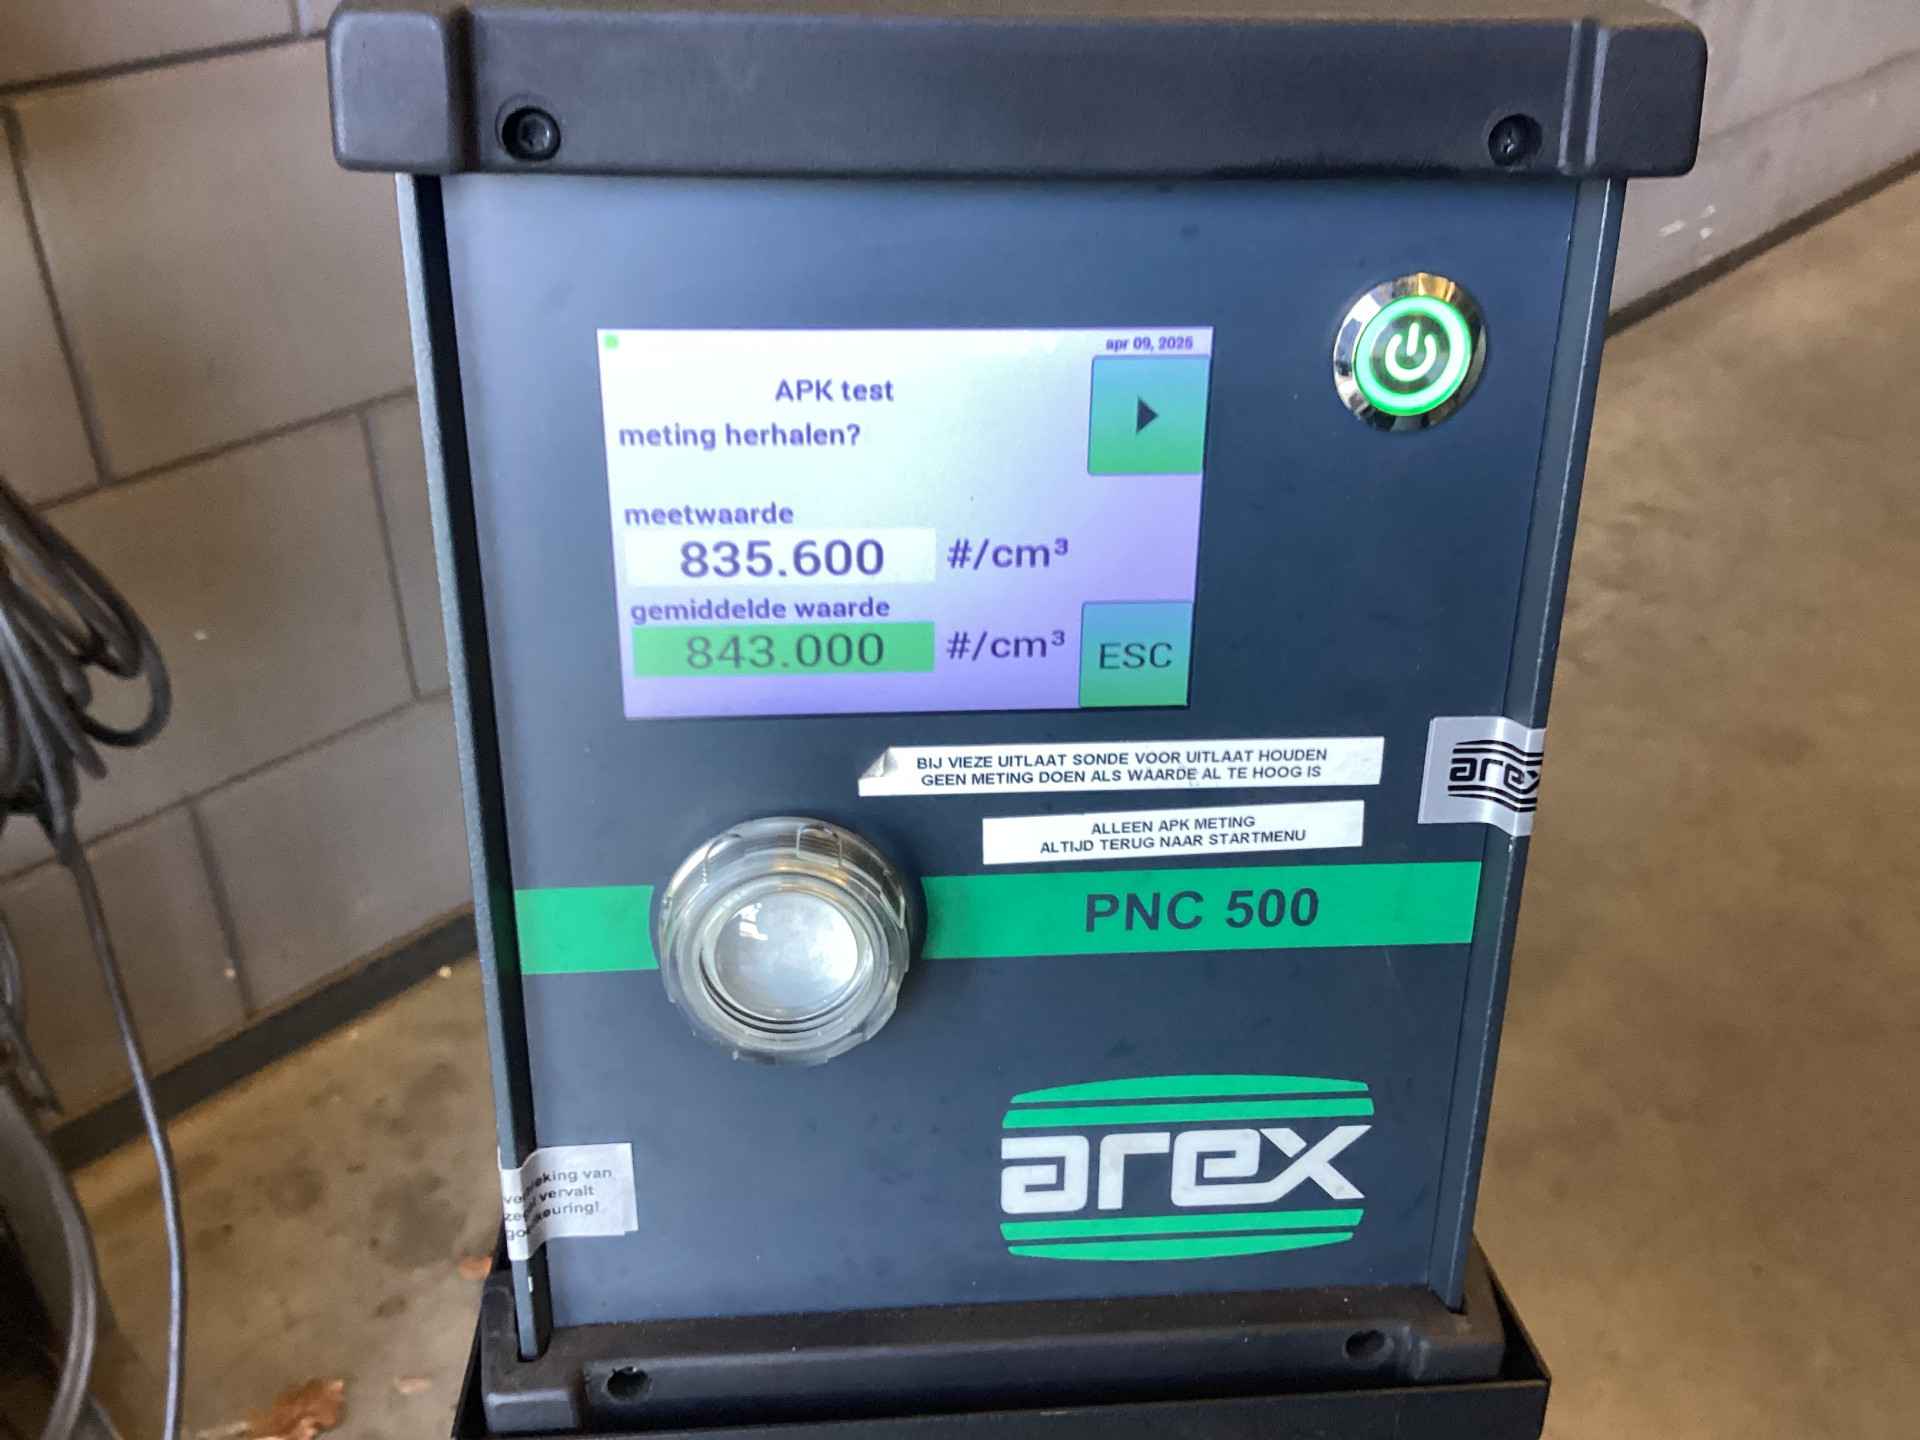 apr 09, 2025
APK test
meting herhalen?
meetwaarde
835.600 #/cm³
gemiddelde waarde
843.000 #/cm³
ESC
BIJ VIEZE UITLAAT SONDE VOOR UITLAAT HOUDEN
GEEN METING DOEN ALS WAARDE AL TE HOOG IS
arex
ALLEEN APK METING
ALTIJD TERUG NAAR STARTMENU
PNC 500
arex
van
vervalt